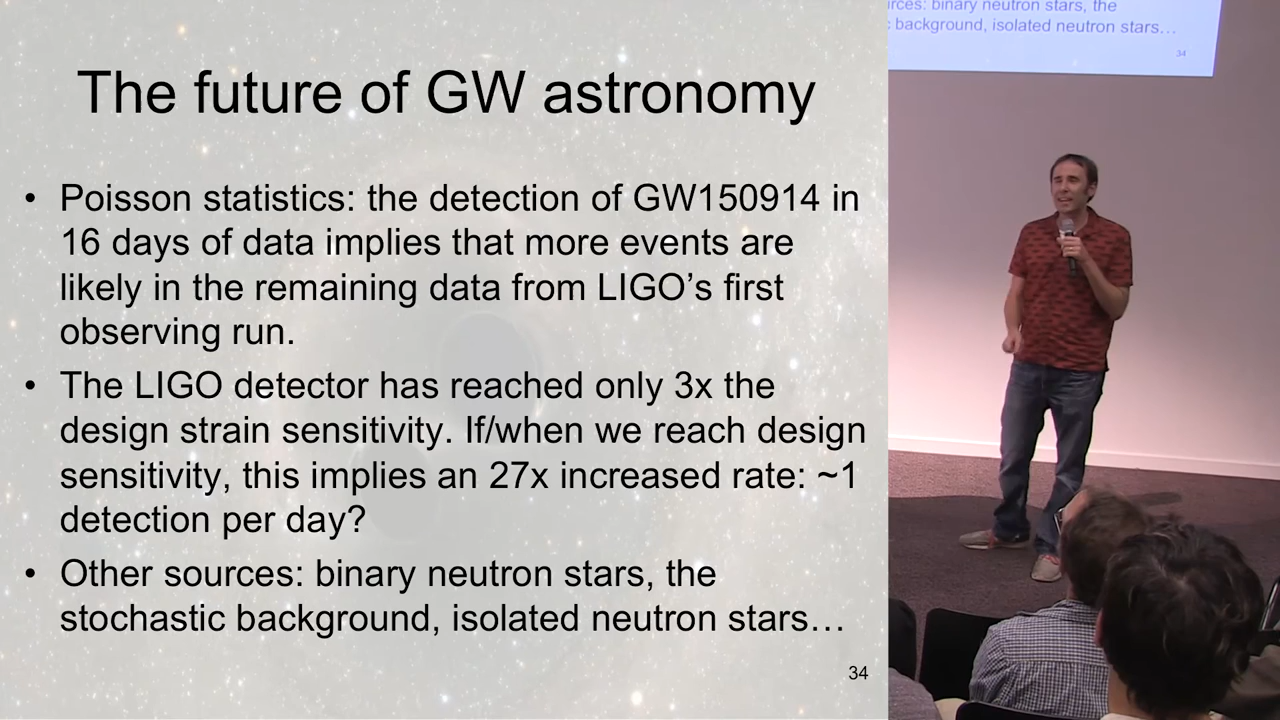 The future of GW astronomy
• Poisson statistics: the detection of GW150914 in
16 days of data implies that more events are
likely in the remaining data from LIGO’s first
observing run.
• The LIGO detector has reached only 3x the
design strain sensitivity. If/when we reach design
sensitivity, this implies an 27x increased rate: ~1
detection per day?
• Other sources: binary neutron stars, the
stochastic background, isolated neutron stars…
34
binary neutron stars, the
background, isolated neutron stars…
34